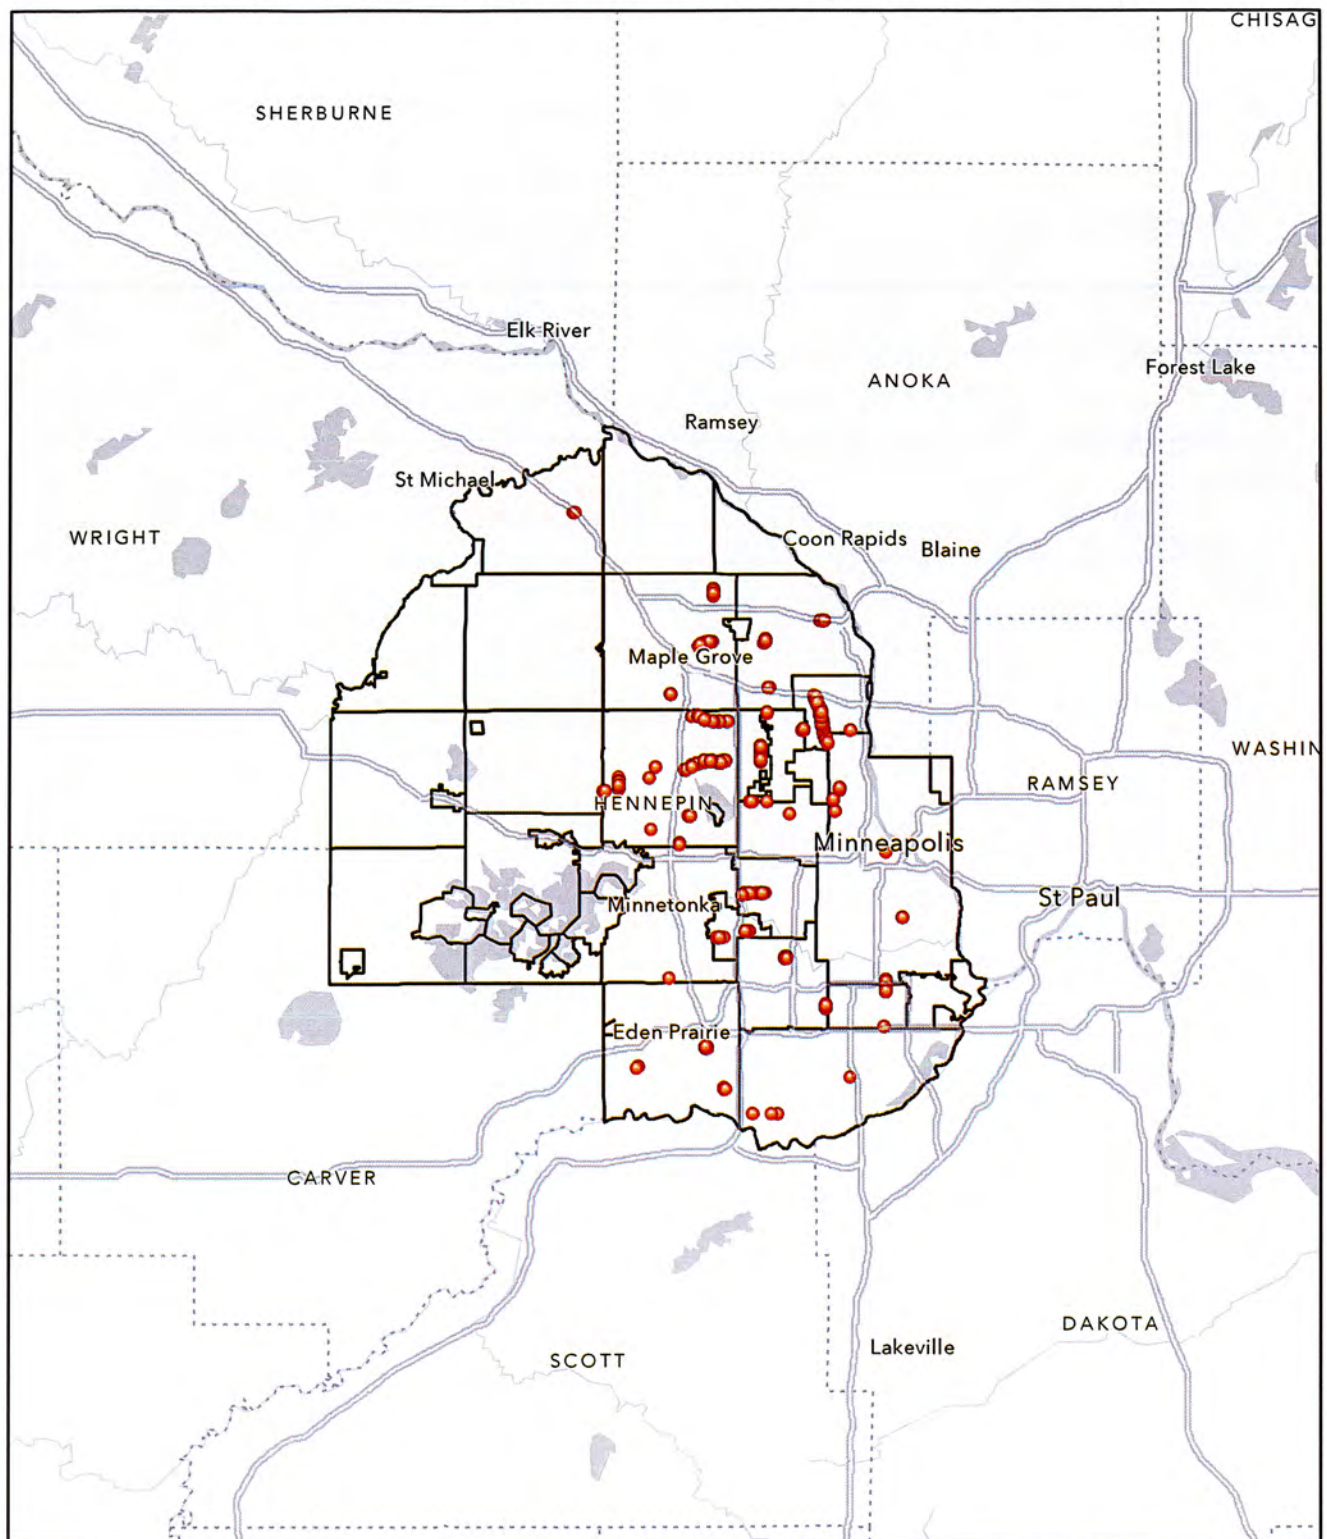 CHISAG
SHERBURNE
Elk River
Forest Lake
ANOKA
Ramsey
St Michael
WRIGHT
Coon Rapids
Blaine
Maple Grove
WASHIN
RAMSEY
HENNEPIN
Minneapolis
St Paul
Minnetonka
Eden Prairie
CARVER
DAKOTA
Lakeville
SCOTT